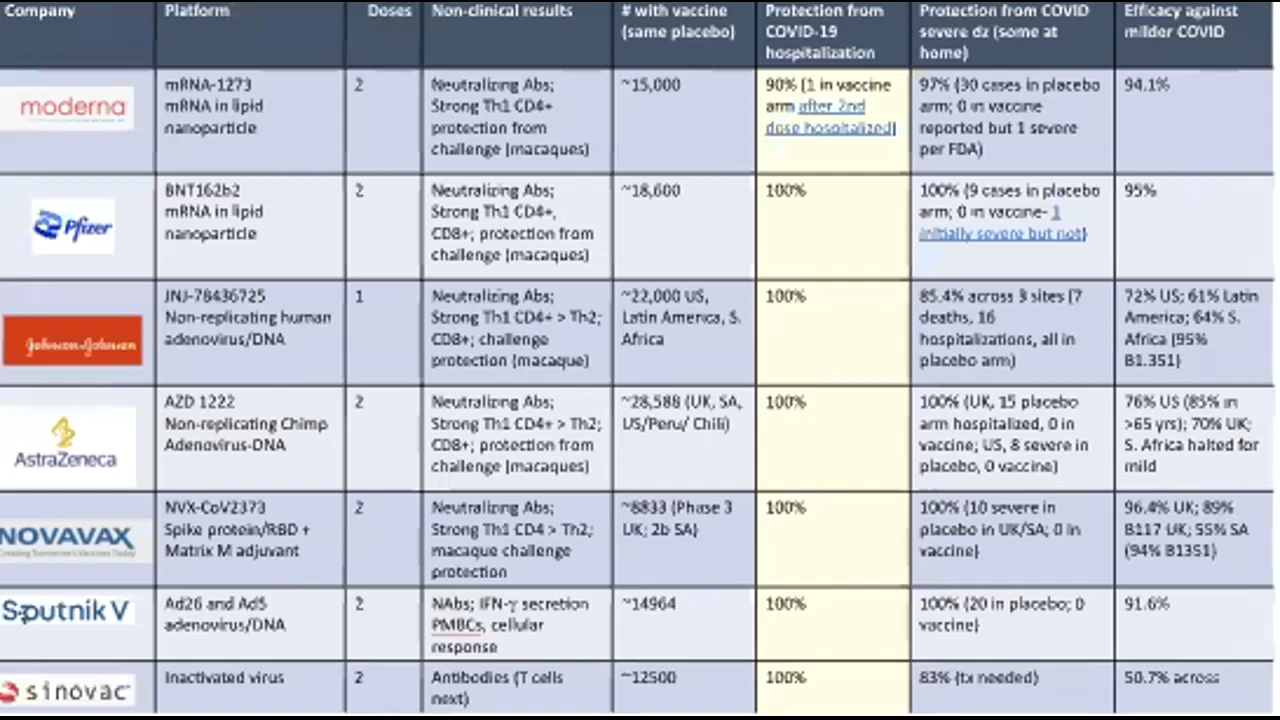 Company
Platform
Doses
Non-clinical results
# with vaccine
(same placebo)
Protection from
COVID-19
hospitalization
Protection from COVID
severe dz (some at
home)
Efficacy against
milder COVID
moderna
mRNA-1273
mRNA in lipid
nanoparticle
2
Neutralizing Abs;
Strong Th1 CD4+
protection from
challenge (macaques)
~15,000
90% (1 in vaccine
arm after 2nd
dose hospitalized)
97% (30 cases in placebo
arm; 0 in vaccine
reported but 1 severe
per FDA)
94.1%
Pfizer
BNT162b2
mRNA in lipid
nanoparticle
2
Neutralizing Abs;
Strong Th1 CD4+,
CD8+; protection from
challenge (macaques)
~18,600
100%
100% (9 cases in placebo
arm; 0 in vaccine- 1
initially severe but not)
95%
Johnson&Johnson
JNJ-78436725
Non-replicating human
adenovirus/DNA
1
Neutralizing Abs;
Strong Th1 CD4+ > Th2;
CD8+; challenge
protection (macaque)
~22,000 US,
Latin America, S.
Africa
100%
85.4% across 3 sites (7
deaths, 16
hospitalizations, all in
placebo arm)
72% US; 61% Latin
America; 64% S.
Africa (95%
B1.351)
AstraZeneca
AZD 1222
Non-replicating Chimp
Adenovirus-DNA
2
Neutralizing Abs;
Strong Th1 CD4+ > Th2;
CD8+; protection from
challenge (macaques)
~28,588 (UK, SA,
US/Peru/ Chili)
100%
100% (UK, 15 placebo
arm hospitalized, 0 in
vaccine; US, 8 severe in
placebo, 0 vaccine)
76% US (85% in
>65 yrs); 70% UK;
S. Africa halted for
mild
NOVAVAX
Creating Tomorrow's Vaccines Today
NVX-CoV2373
Spike protein/RBD +
Matrix M adjuvant
2
Neutralizing Abs;
Strong Th1 CD4 > Th2;
macaque challenge
protection
~8833 (Phase 3
UK; 2b SA)
100%
100% (10 severe in
placebo in UK/SA; 0 in
vaccine)
96.4% UK; 89%
B117 UK; 55% SA
(94% B1351)
Sputnik V
Ad26 and Ad5
adenovirus/DNA
2
NAbs; IFN-γ secretion
PMBCs, cellular
response
~14964
100%
100% (20 in placebo; 0
vaccine)
91.6%
sinovac
Inactivated virus
2
Antibodies (T cells
next)
~12500
100%
83% (tx needed)
50.7% across